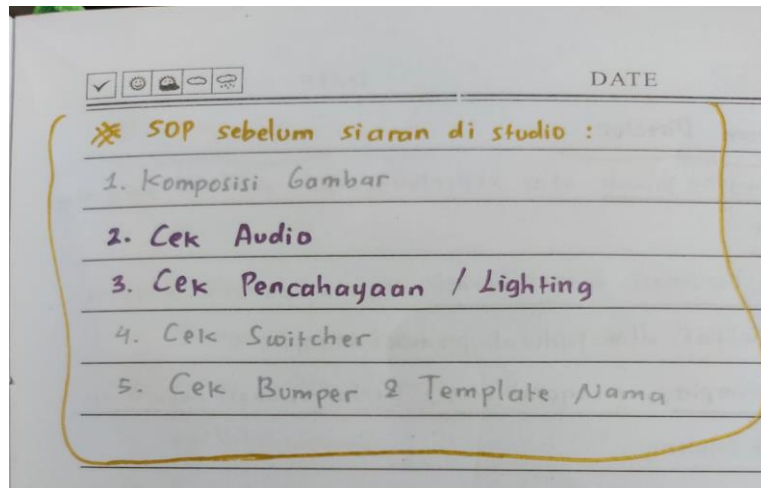 DATE
※ SOP sebelum siaran di studio :
1. Komposisi Gambar
2. Cek Audio
3. Cek Pencahayaan / Lighting
4. Cek Switcher
5. Cek Bumper & Template Nama